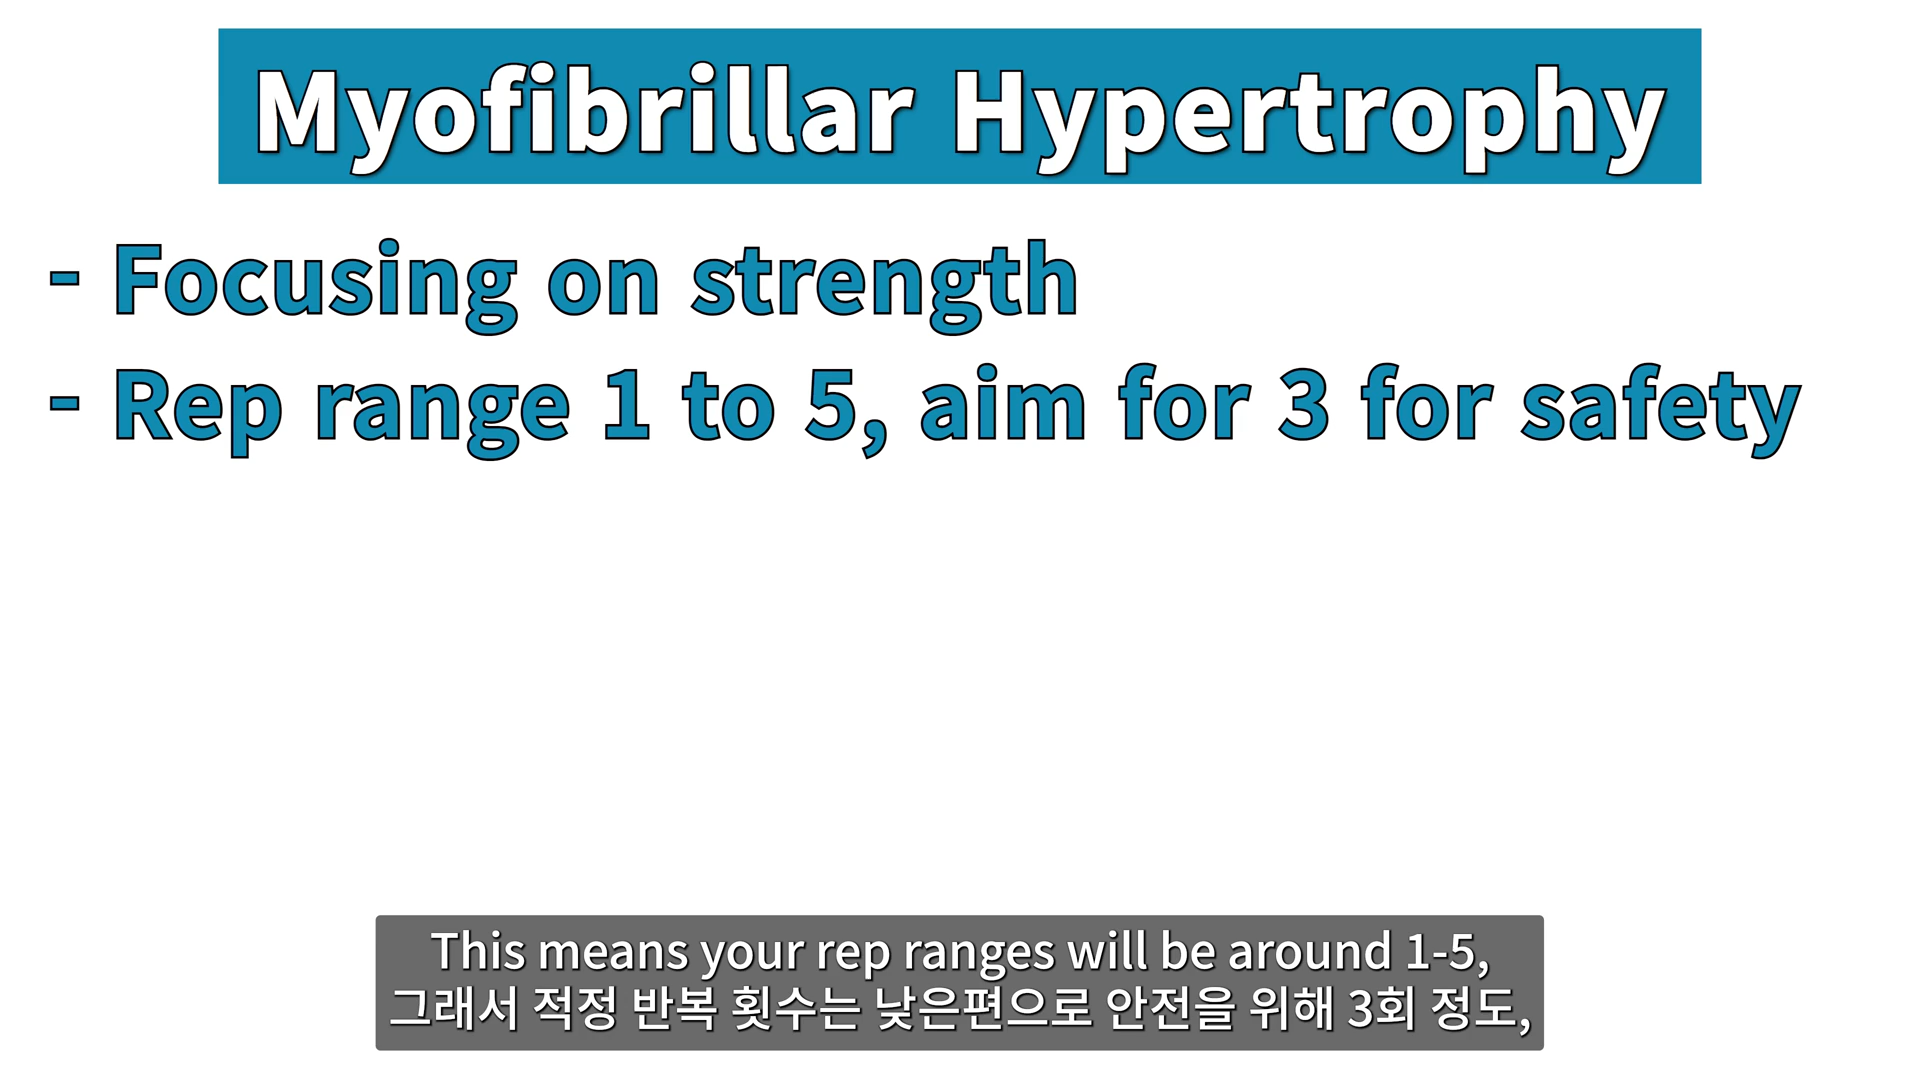 Myofibrillar Hypertrophy
- Focusing on strength
- Rep range 1 to 5, aim for 3 for safety
This means your rep ranges will be around 1-5,
그래서 적정 반복 횟수는 낮은편으로 안전을 위해 3회 정도,